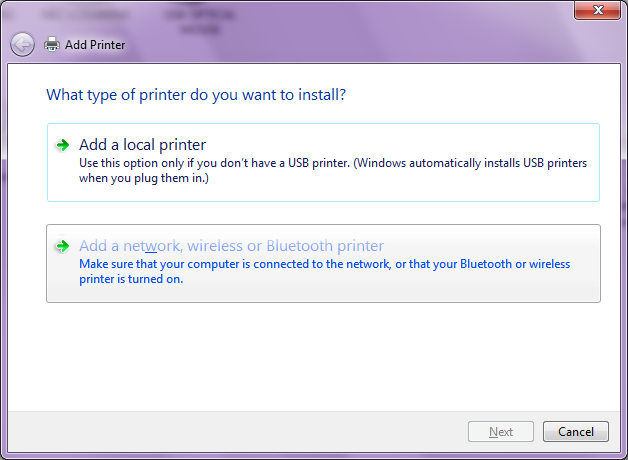 Add Printer
What type of printer do you want to install?
Add a local printer
Use this option only if you don't have a USB printer. (Windows automatically installs USB printers
when you plug them in.)
Add a network, wireless or Bluetooth printer
Make sure that your computer is connected to the network, or that your Bluetooth or wireless
printer is turned on.
Next
Cancel